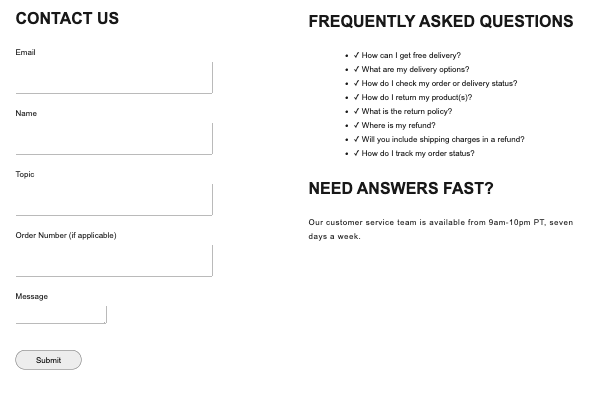 CONTACT US
Email
Name
Topic
Order Number (if applicable)
Message
Submit
FREQUENTLY ASKED QUESTIONS
• ✓ How can I get free delivery?
• ✓ What are my delivery options?
• ✓ How do I check my order or delivery status?
• ✓ How do I return my product(s)?
• ✓ What is the return policy?
• ✓ Where is my refund?
• ✓ Will you include shipping charges in a refund?
• ✓ How do I track my order status?
NEED ANSWERS FAST?
Our customer service team is available from 9am-10pm PT, seven
days a week.